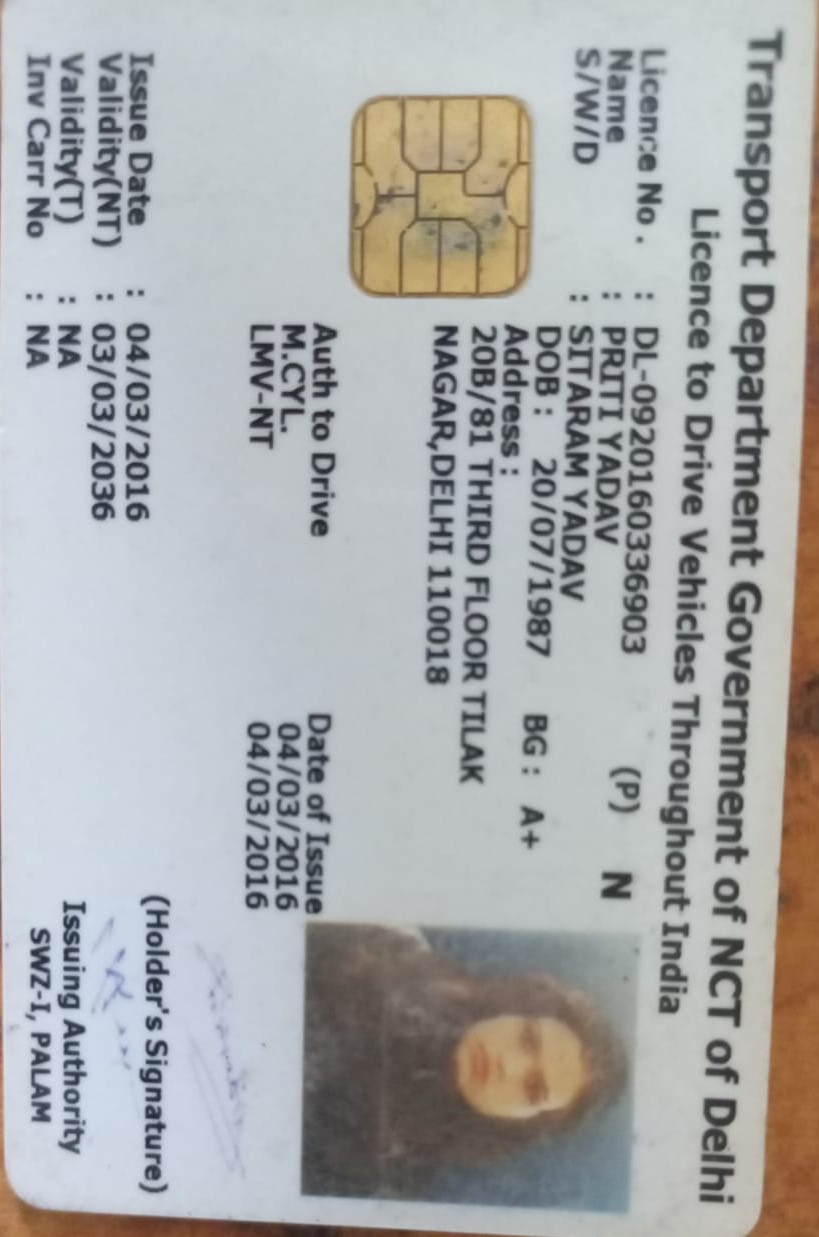 Transport Department Government of NCT of Delhi
Licence to Drive Vehicles Throughout India
Licence No . : DL-0920160336903 (P) N
Name : PRITI YADAV
S/W/D : SITARAM YADAV
DOB : 20/07/1987 BG : A+
Address :
20B/81 THIRD FLOOR TILAK
NAGAR,DELHI 110018
Auth to Drive Date of Issue
M.CYL. 04/03/2016
LMV-NT 04/03/2016
(Holder's Signature)
Issue Date : 04/03/2016
Validity(NT) : 03/03/2036
Validity(T) : NA Issuing Authority
Inv Carr No : NA SWZ-I, PALAM